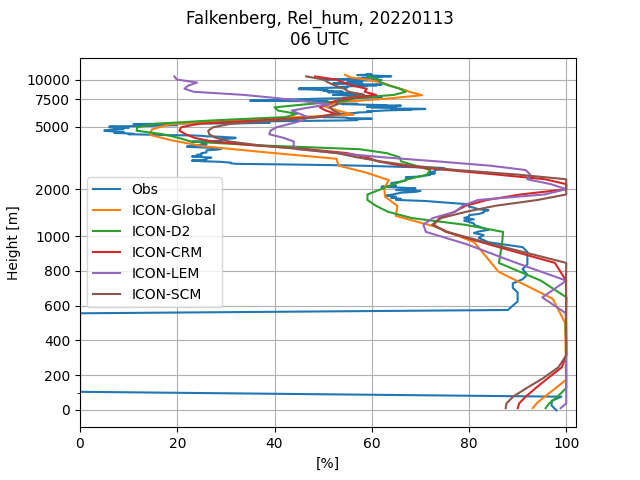 Falkenberg, Rel_hum, 20220113
06 UTC
Height [m]
10000
7500
5000
2000
1000
800
600
400
200
0
Obs
ICON-Global
ICON-D2
ICON-CRM
ICON-LEM
ICON-SCM
0 20 40 60 80 100
[%]